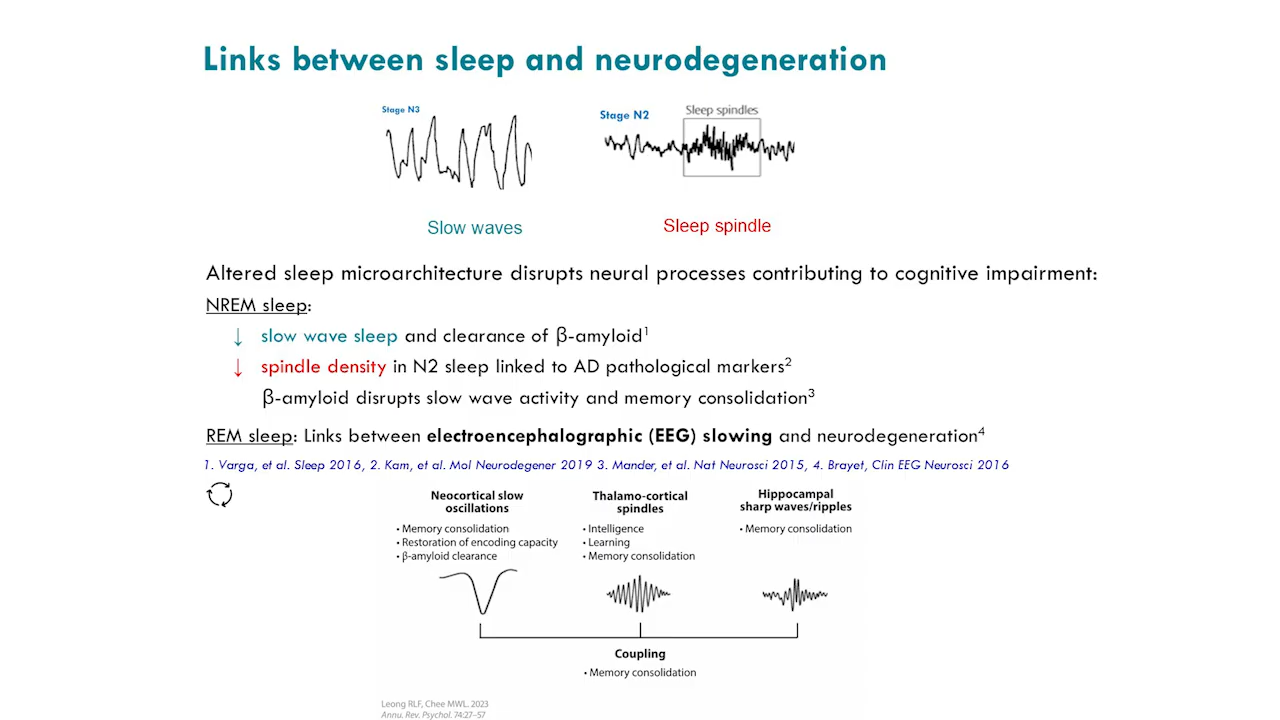 Links between sleep and neurodegeneration
Stage N3
Stage N2
Sleep spindles
Slow waves
Sleep spindle
Altered sleep microarchitecture disrupts neural processes contributing to cognitive impairment:
NREM sleep:
↓ slow wave sleep and clearance of β-amyloid¹
↓ spindle density in N2 sleep linked to AD pathological markers²
β-amyloid disrupts slow wave activity and memory consolidation³
REM sleep: Links between electroencephalographic (EEG) slowing and neurodegeneration⁴
1. Varga, et al. Sleep 2016, 2. Kam, et al. Mol Neurodegener 2019 3. Mander, et al. Nat Neurosci 2015, 4. Brayet, Clin EEG Neurosci 2016
Neocortical slow
oscillations
• Memory consolidation
• Restoration of encoding capacity
• β-amyloid clearance
Thalamo-cortical
spindles
• Intelligence
• Learning
• Memory consolidation
Hippocampal
sharp waves/ripples
• Memory consolidation
Coupling
• Memory consolidation
Leong RLF, Chee MWL. 2023
Annu. Rev. Psychol. 74:27–57